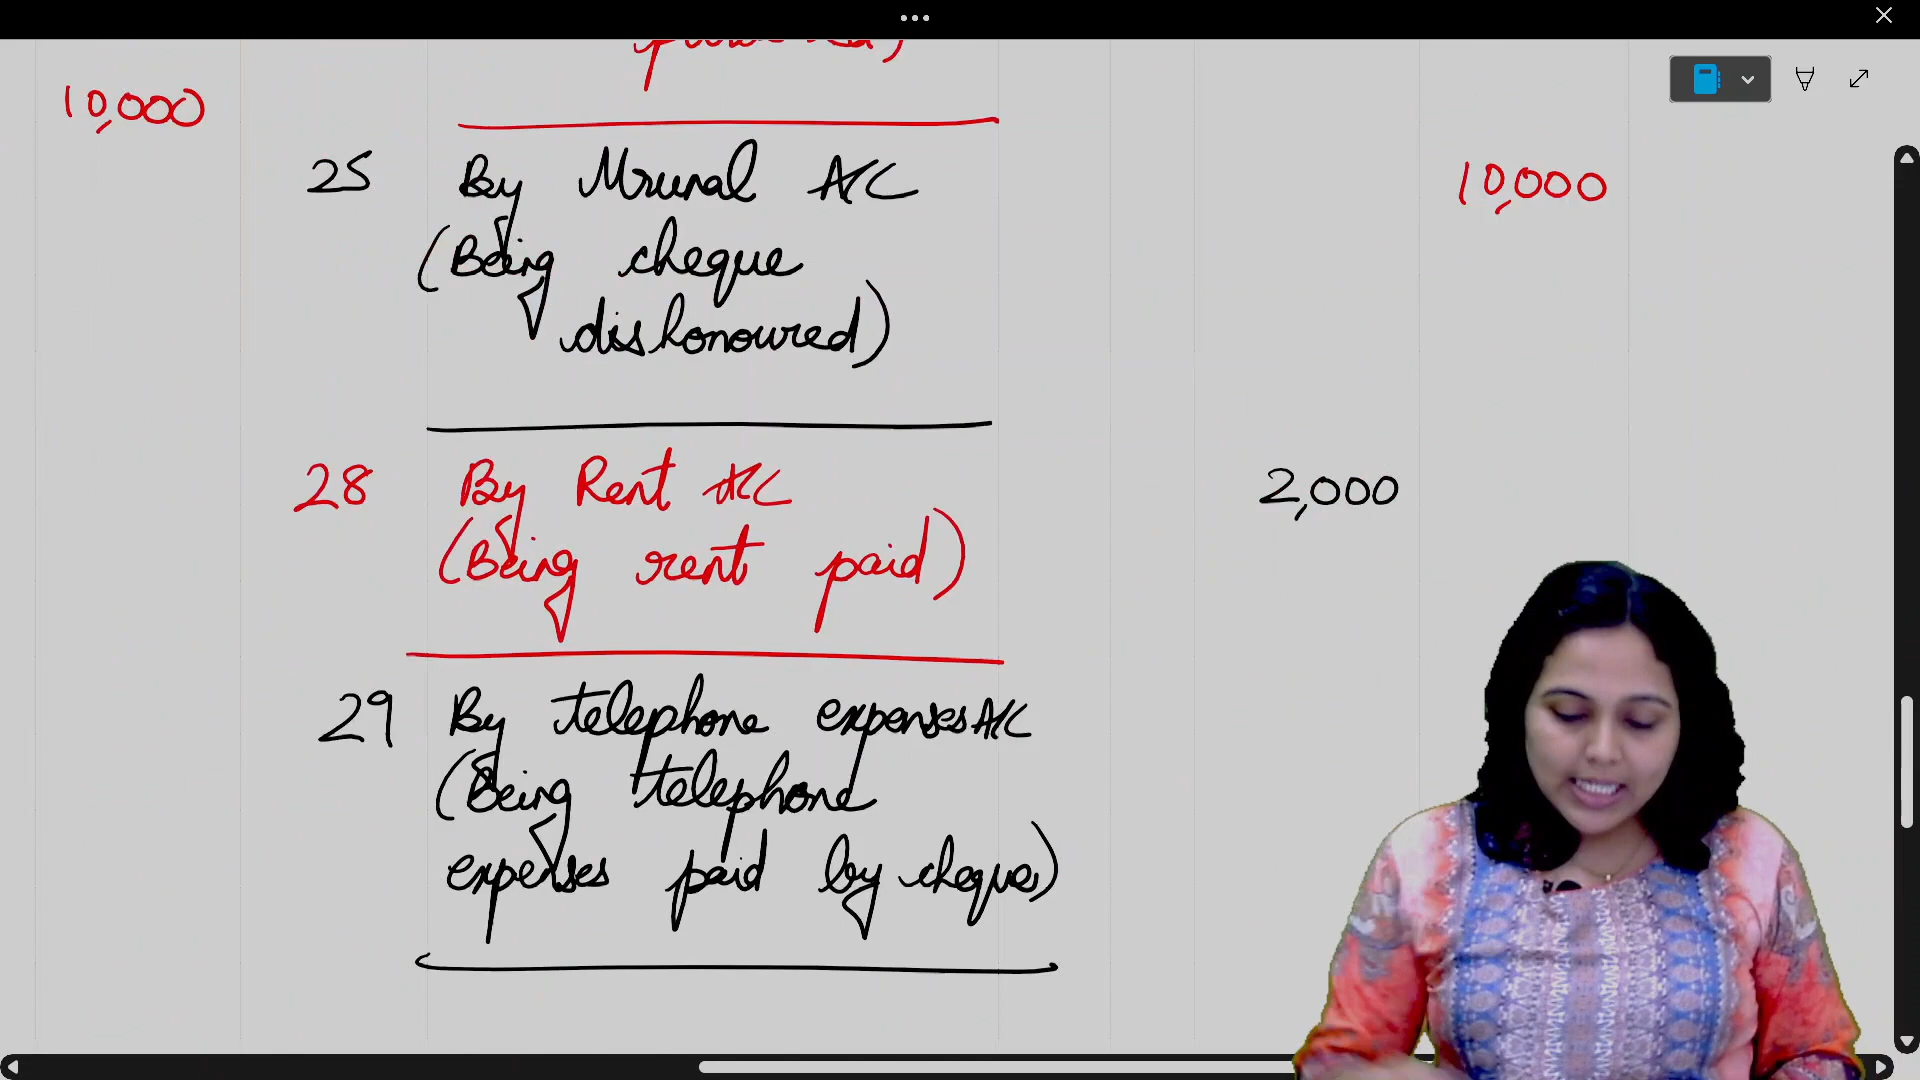 10,000
25 By Mrunal A/C 10,000
(Being cheque
dishonoured)
28 By Rent A/C 2,000
(Being rent paid)
29 By telephone expenses A/C
(Being telephone
expenses paid by cheque)